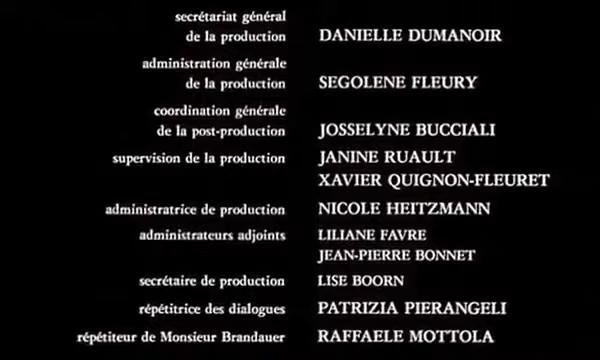 secrétariat général
de la production DANIELLE DUMANOIR
administration générale
de la production SEGOLENE FLEURY
coordination générale
de la post-production JOSSELYNE BUCCIALI
supervision de la production JANINE RUAULT
XAVIER QUIGNON-FLEURET
administratrice de production NICOLE HEITZMANN
administrateurs adjoints LILIANE FAVRE
JEAN-PIERRE BONNET
secrétaire de production LISE BOORN
répétitrice des dialogues PATRIZIA PIERANGELI
répétiteur de Monsieur Brandauer RAFFAELE MOTTOLA